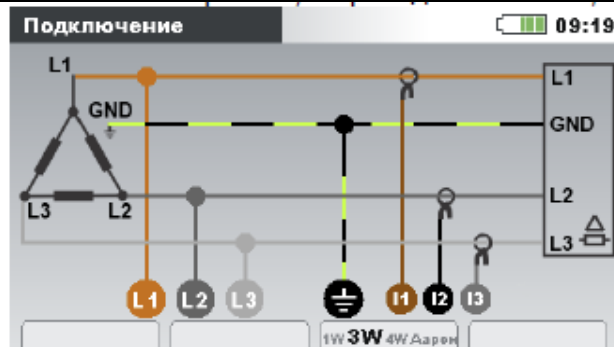 Подключение 09:19
L1 L1
GND GND
L3 L2 L2
L3
L1 L2 L3 I1 I2 I3
1W 3W 4W Аарон